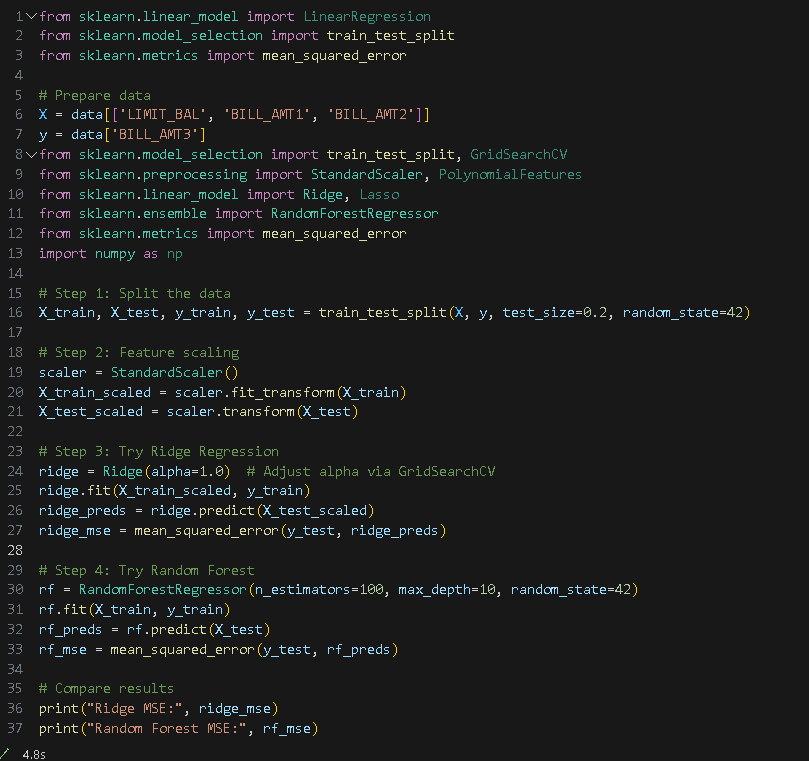 1 from sklearn.linear_model import LinearRegression
2 from sklearn.model_selection import train_test_split
3 from sklearn.metrics import mean_squared_error
4
5 # Prepare data
6 X = data[['LIMIT_BAL', 'BILL_AMT1', 'BILL_AMT2']]
7 y = data['BILL_AMT3']
8 from sklearn.model_selection import train_test_split, GridSearchCV
9 from sklearn.preprocessing import StandardScaler, PolynomialFeatures
10 from sklearn.linear_model import Ridge, Lasso
11 from sklearn.ensemble import RandomForestRegressor
12 from sklearn.metrics import mean_squared_error
13 import numpy as np
14
15 # Step 1: Split the data
16 X_train, X_test, y_train, y_test = train_test_split(X, y, test_size=0.2, random_state=42)
17
18 # Step 2: Feature scaling
19 scaler = StandardScaler()
20 X_train_scaled = scaler.fit_transform(X_train)
21 X_test_scaled = scaler.transform(X_test)
22
23 # Step 3: Try Ridge Regression
24 ridge = Ridge(alpha=1.0)  # Adjust alpha via GridSearchCV
25 ridge.fit(X_train_scaled, y_train)
26 ridge_preds = ridge.predict(X_test_scaled)
27 ridge_mse = mean_squared_error(y_test, ridge_preds)
28
29 # Step 4: Try Random Forest
30 rf = RandomForestRegressor(n_estimators=100, max_depth=10, random_state=42)
31 rf.fit(X_train, y_train)
32 rf_preds = rf.predict(X_test)
33 rf_mse = mean_squared_error(y_test, rf_preds)
34
35 # Compare results
36 print("Ridge MSE:", ridge_mse)
37 print("Random Forest MSE:", rf_mse)
4.8s